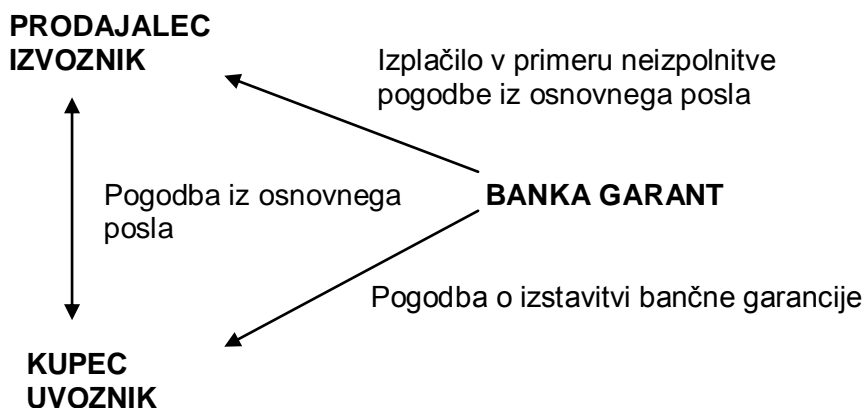 PRODAJALEC
IZVOZNIK
Izplačilo v primeru neizpolnitve
pogodbe iz osnovnega posla
Pogodba iz osnovnega
posla
BANKA GARANT
Pogodba o izstavitvi bančne garancije
KUPEC
UVOZNIK